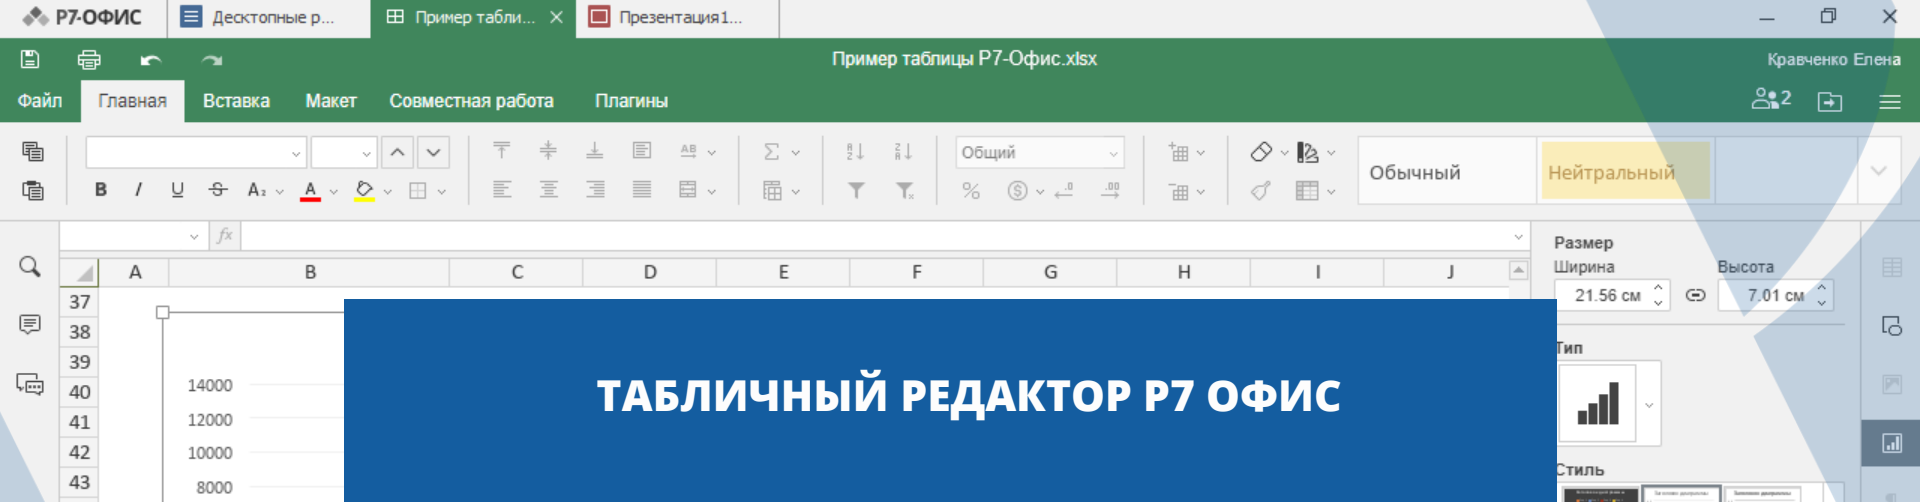 Р7-ОФИС
Десктопные р...
Пример табли...
Презентация1...
Пример таблицы Р7-Офис.xlsx
Кравченко Елена
Файл Главная Вставка Макет Совместная работа Плагины
2
Общий
Обычный
Нейтральный
fx
Размер
Ширина Высота
21.56 см 7.01 см
A B C D E F G H I J
37
38
39
40
41
42
43
14000
12000
10000
8000
ТАБЛИЧНЫЙ РЕДАКТОР Р7 ОФИС
Тип
Стиль